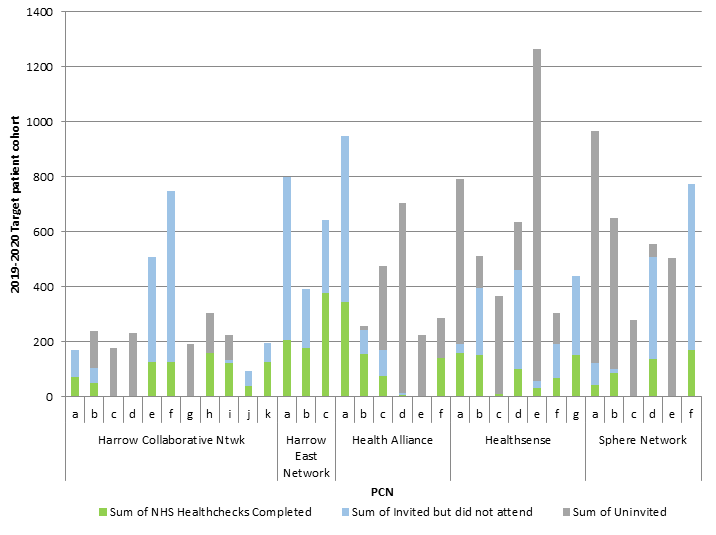 1400
1200
1000
800
600
400
200
0
2019-2020 Target patient cohort
a b c d e f g h i j k a b c a b c d e f a b c d e f g a b c d e f
Harrow Collaborative Ntwk
Harrow
East
Network
Health Alliance
Healthsense
Sphere Network
PCN
Sum of NHS Healthchecks Completed
Sum of Invited but did not attend
Sum of Uninvited